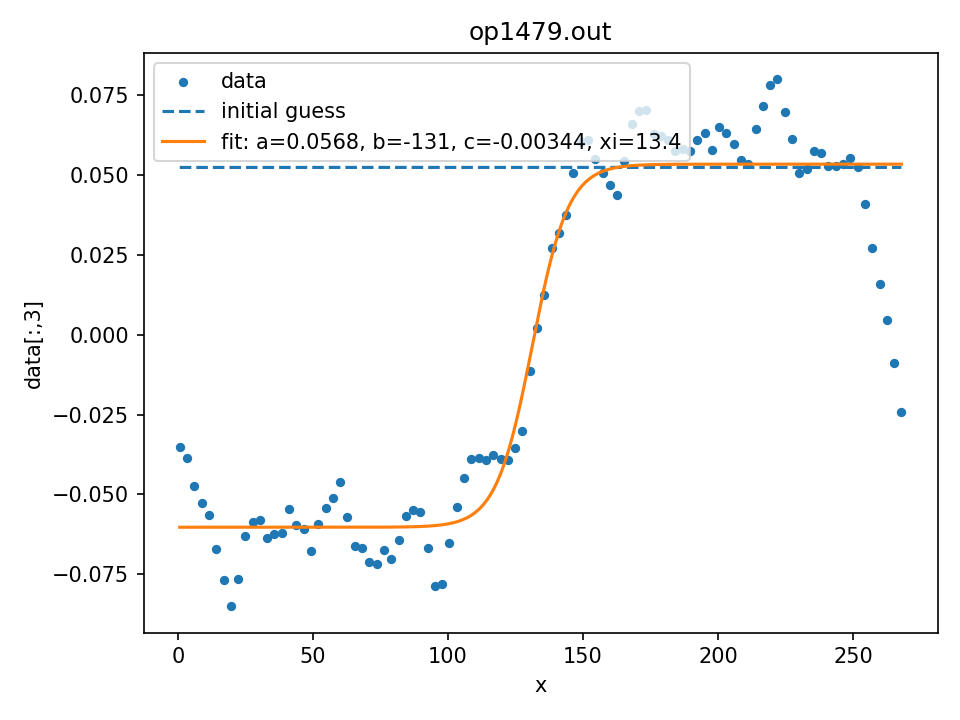 op1479.out
data
initial guess
fit: a=0.0568, b=-131, c=-0.00344, xi=13.4
0.075
0.050
0.025
0.000
−0.025
−0.050
−0.075
data[:,3]
0 50 100 150 200 250
x